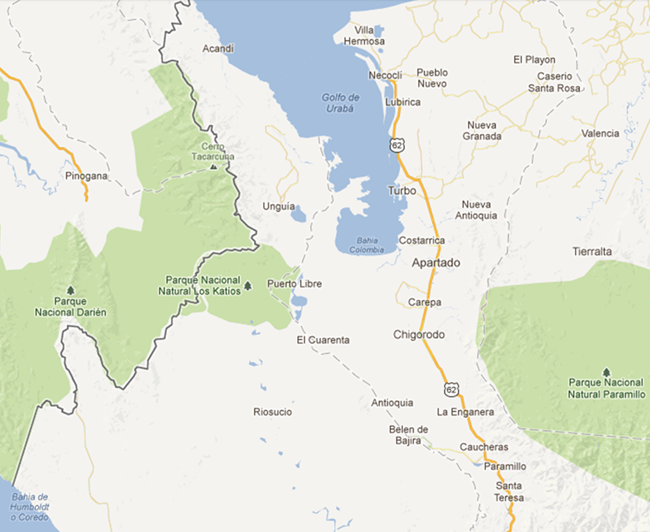 Villa
Hermosa
Acandi
El Playon
Necocli
Pueblo
Nuevo
Caserio
Santa Rosa
Golfo de
Urabá
Lubirica
Nueva
Granada
Valencia
62
Cerro
Tacarcuna
Pinogana
Turbo
Unguía
Nueva
Antioquia
Bahia
Colombia
Costarrica
Tierralta
Apartado
Parque Nacional
Natural Los Katios
Puerto Libre
Parque
Nacional Darién
Carepa
El Cuarenta
Chigorodo
Parque Nacional
Natural Paramillo
62
Antioquia
Riosucio
La Enganera
Belen de
Bajira
Caucheras
Paramillo
Santa
Teresa
Bahia de
Humboldt
o Coredo